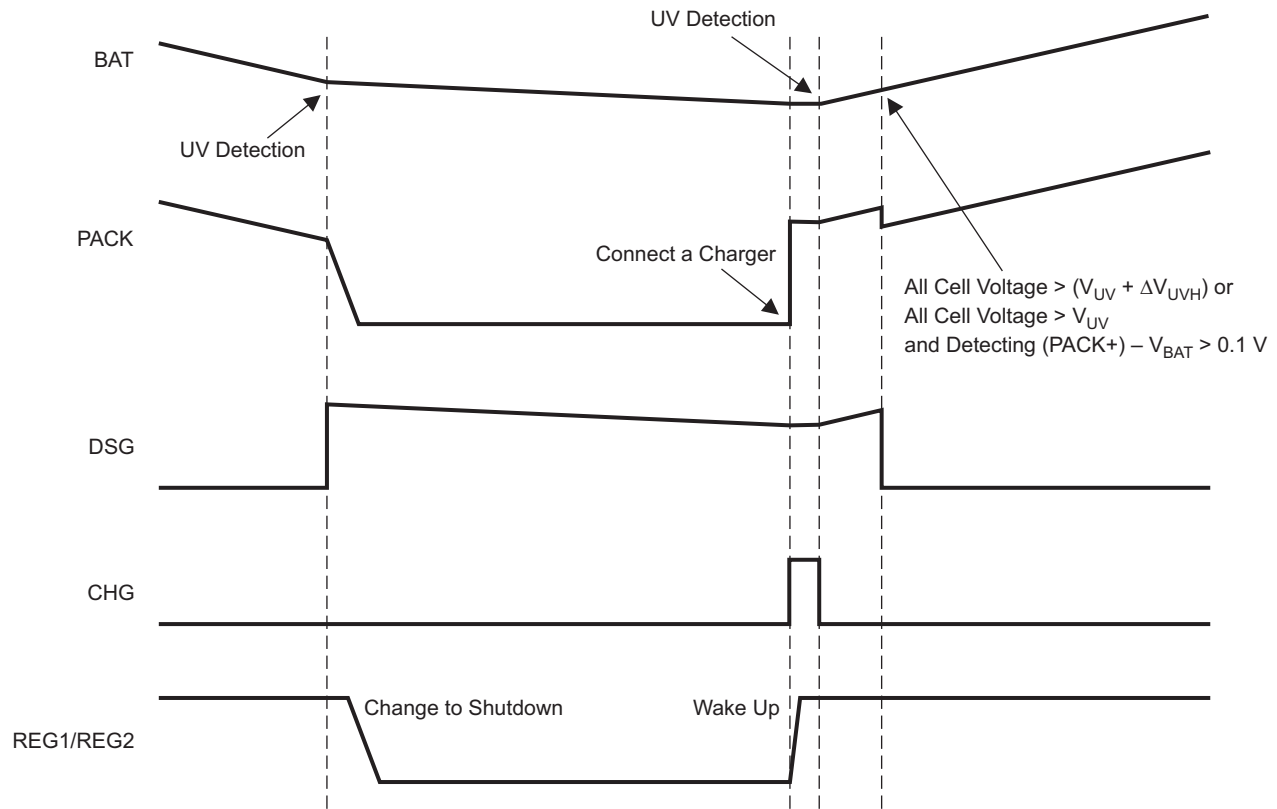 UV Detection
BAT
UV Detection
PACK
Connect a Charger
All Cell Voltage > (V_UV + ΔV_UVH) or
All Cell Voltage > V_UV
and Detecting (PACK+) – V_BAT > 0.1 V
DSG
CHG
Change to Shutdown
Wake Up
REG1/REG2